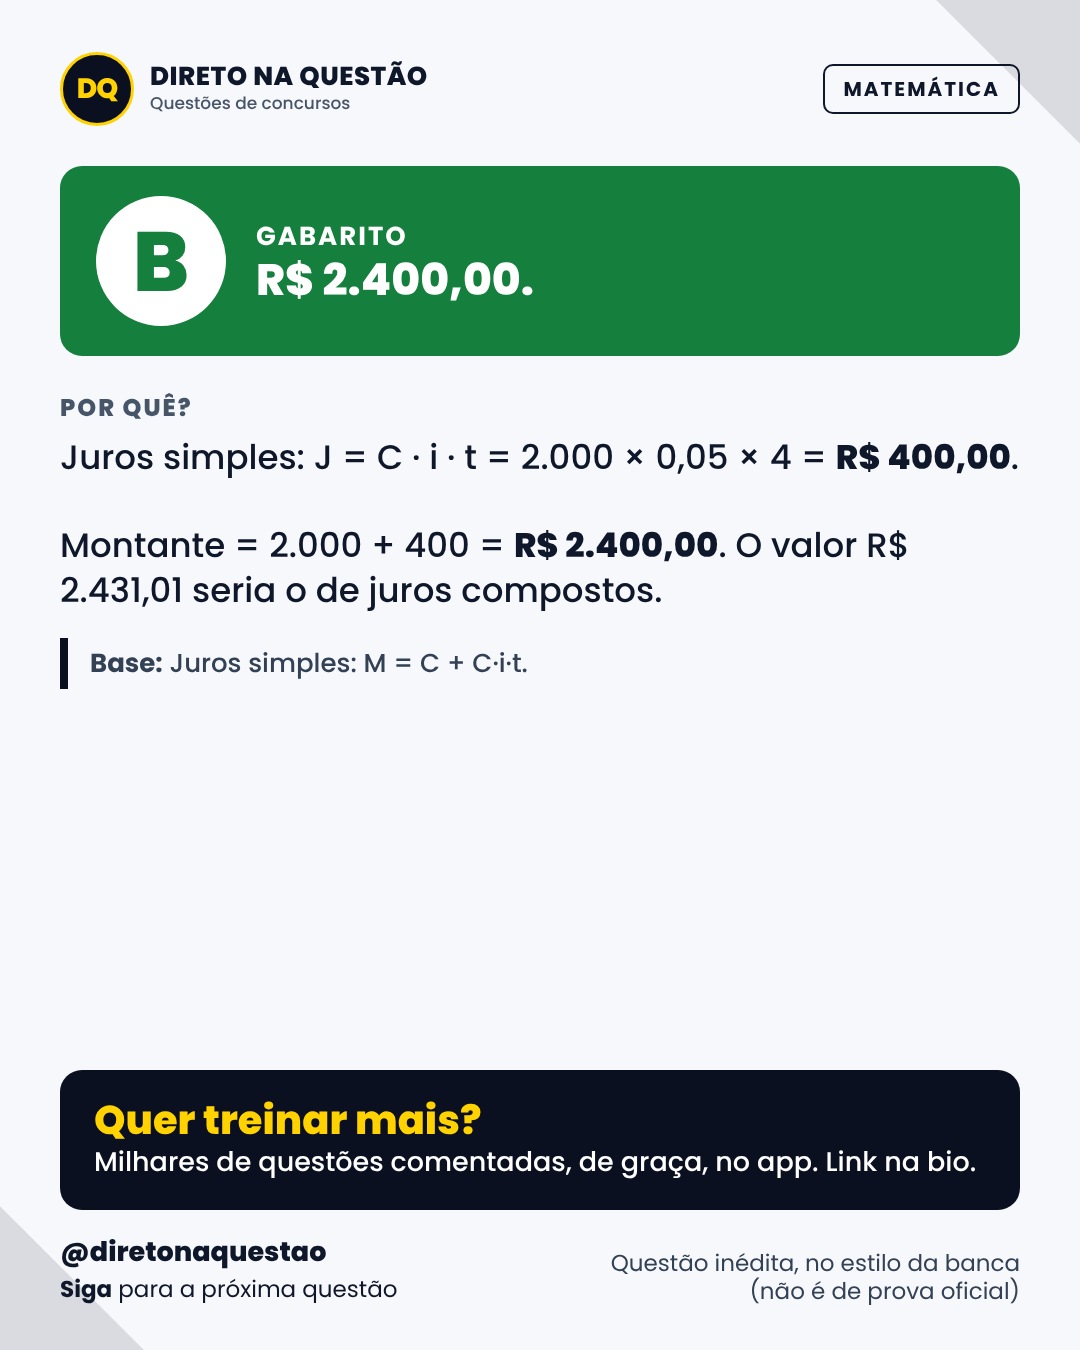 DQ
DIRETO NA QUESTÃO
Questões de concursos
MATEMÁTICA
B
GABARITO
R$ 2.400,00.
POR QUÊ?
Juros simples: J = C · i · t = 2.000 × 0,05 × 4 = R$ 400,00.
Montante = 2.000 + 400 = R$ 2.400,00. O valor R$
2.431,01 seria o de juros compostos.
Base: Juros simples: M = C + C·i·t.
Quer treinar mais?
Milhares de questões comentadas, de graça, no app. Link na bio.
@diretonaquestao
Siga para a próxima questão
Questão inédita, no estilo da banca
(não é de prova oficial)